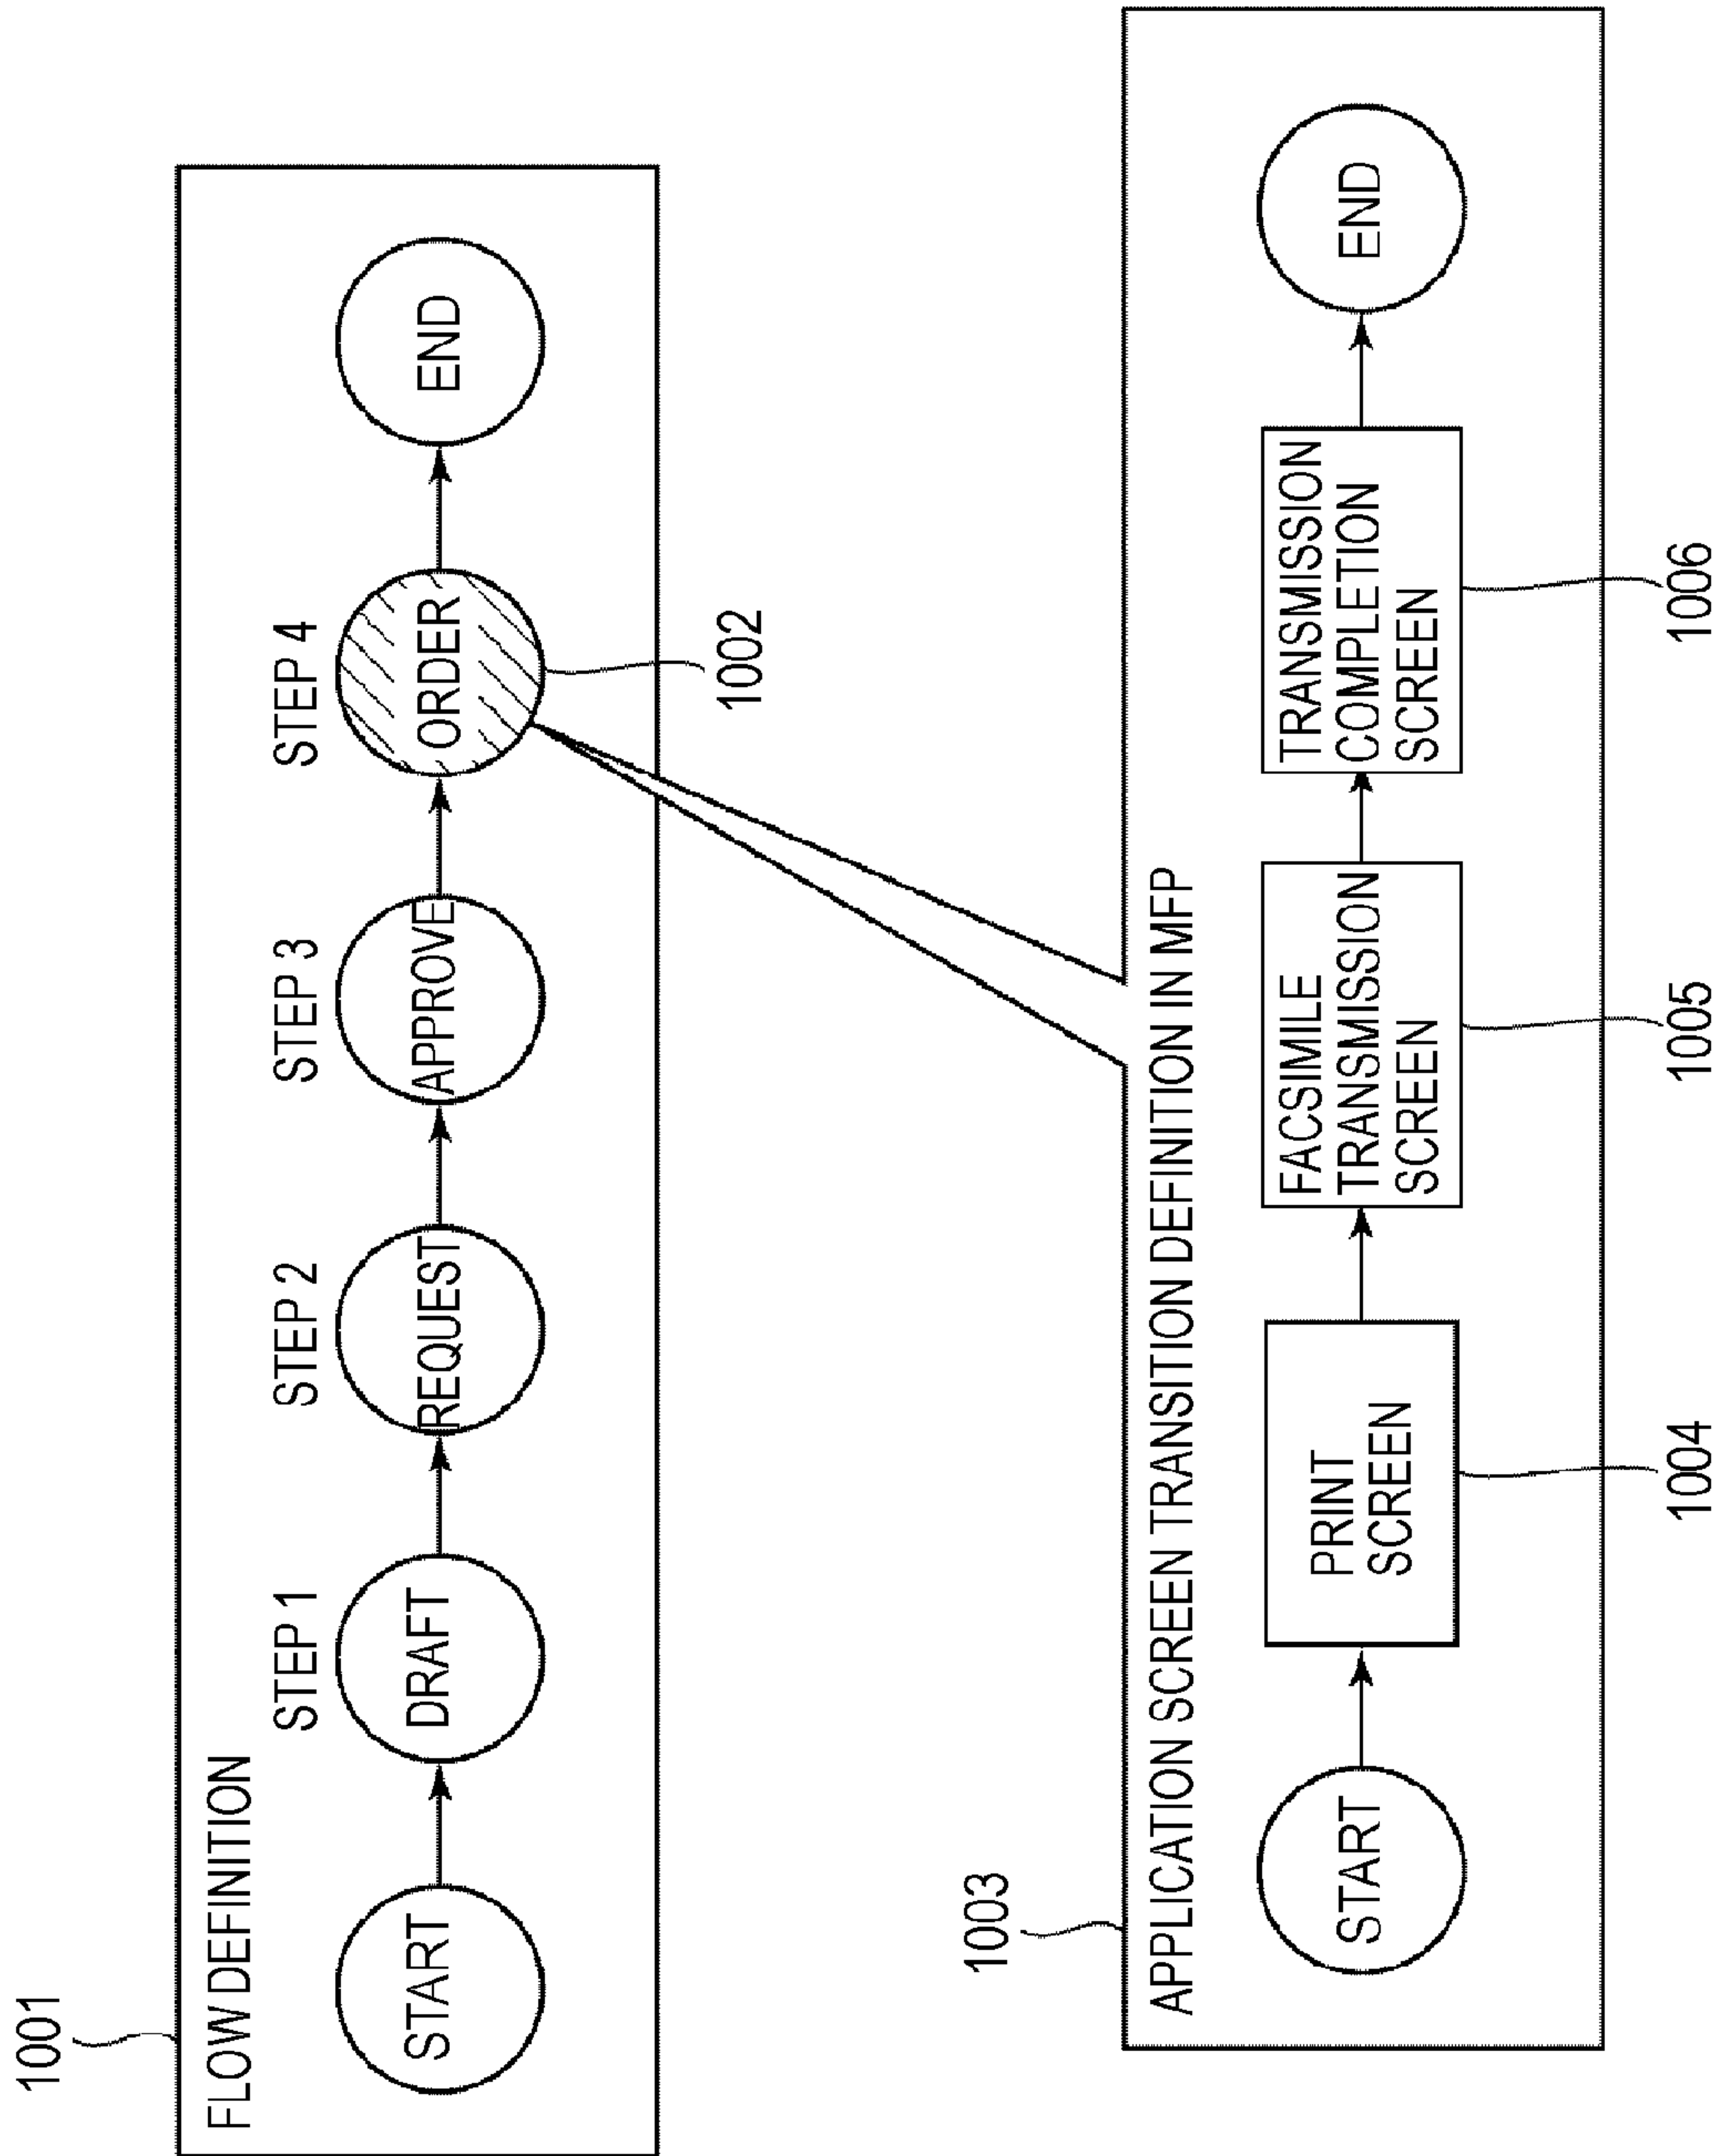 1001
FLOW DEFINITION
STEP 1
STEP 2
STEP 3
STEP 4
START
DRAFT
REQUEST
APPROVE
ORDER
END
1002
1003
APPLICATION SCREEN TRANSITION DEFINITION IN MFP
START
PRINT
SCREEN
FACSIMILE
TRANSMISSION
SCREEN
TRANSMISSION
COMPLETION
SCREEN
END
1004
1005
1006